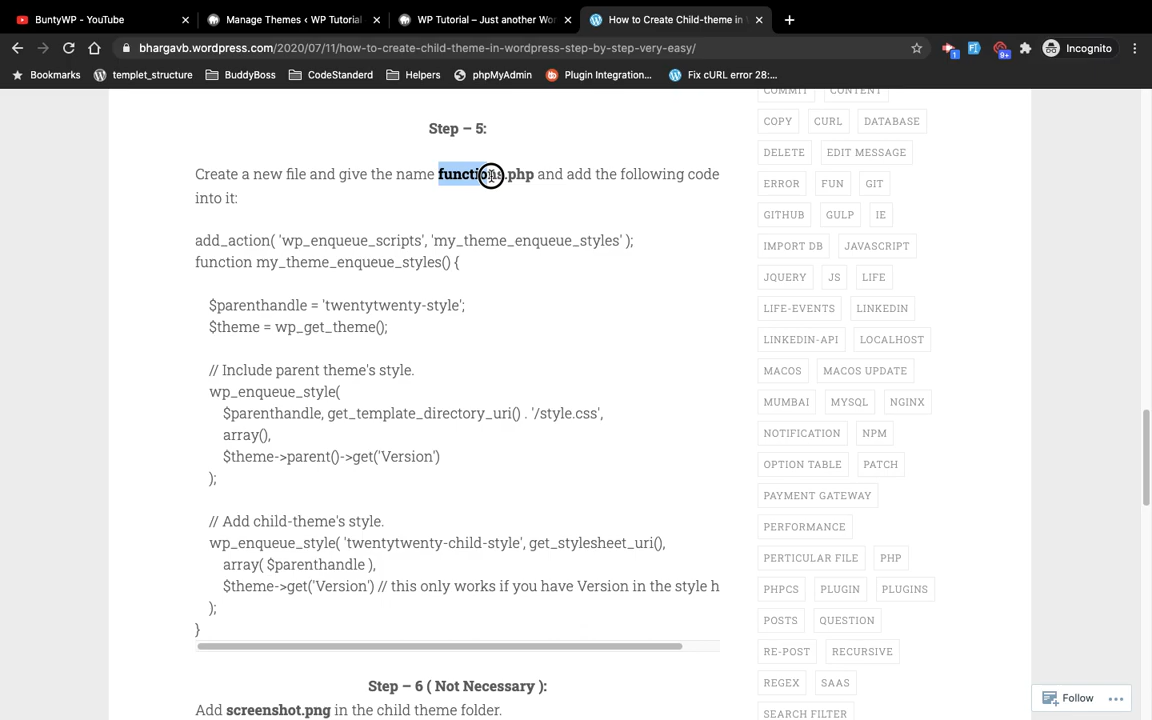 BuntyWP - YouTube
Manage Themes ‹ WP Tutorial
WP Tutorial – Just another Wo
How to Create Child-theme in
bhargavb.wordpress.com/2020/07/11/how-to-create-child-theme-in-wordpress-step-by-step-very-easy/
1
9+
Incognito
Bookmarks
templet_structure
BuddyBoss
CodeStanderd
Helpers
phpMyAdmin
Plugin Integration...
Fix cURL error 28:...
Step – 5:
Create a new file and give the name functions.php and add the following code
into it:
add_action( 'wp_enqueue_scripts', 'my_theme_enqueue_styles' );
function my_theme_enqueue_styles() {
$parenthandle = 'twentytwenty-style';
$theme = wp_get_theme();
// Include parent theme's style.
wp_enqueue_style(
$parenthandle, get_template_directory_uri() . '/style.css',
array(),
$theme->parent()->get('Version')
);
// Add child-theme's style.
wp_enqueue_style( 'twentytwenty-child-style', get_stylesheet_uri(),
array( $parenthandle ),
$theme->get('Version') // this only works if you have Version in the style h
);
}
Step – 6 ( Not Necessary ):
Add screenshot.png in the child theme folder.
COMMIT
CONTENT
COPY
CURL
DATABASE
DELETE
EDIT MESSAGE
ERROR
FUN
GIT
GITHUB
GULP
IE
IMPORT DB
JAVASCRIPT
JQUERY
JS
LIFE
LIFE-EVENTS
LINKEDIN
LINKEDIN-API
LOCALHOST
MACOS
MACOS UPDATE
MUMBAI
MYSQL
NGINX
NOTIFICATION
NPM
OPTION TABLE
PATCH
PAYMENT GATEWAY
PERFORMANCE
PERTICULAR FILE
PHP
PHPCS
PLUGIN
PLUGINS
POSTS
QUESTION
RE-POST
RECURSIVE
REGEX
SAAS
SEARCH FILTER
Follow